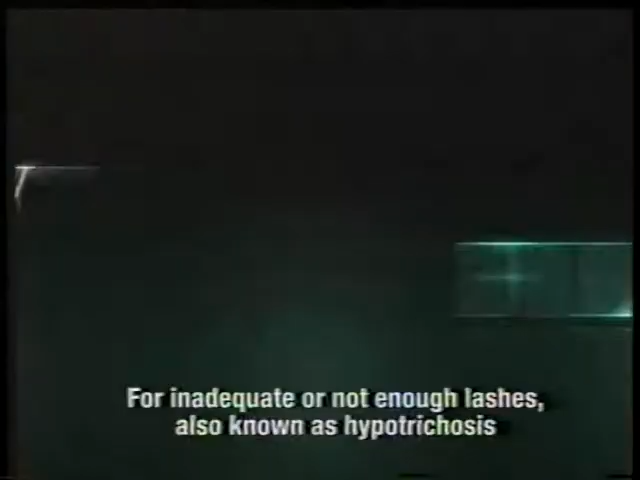 For inadequate or not enough lashes,
also known as hypotrichosis